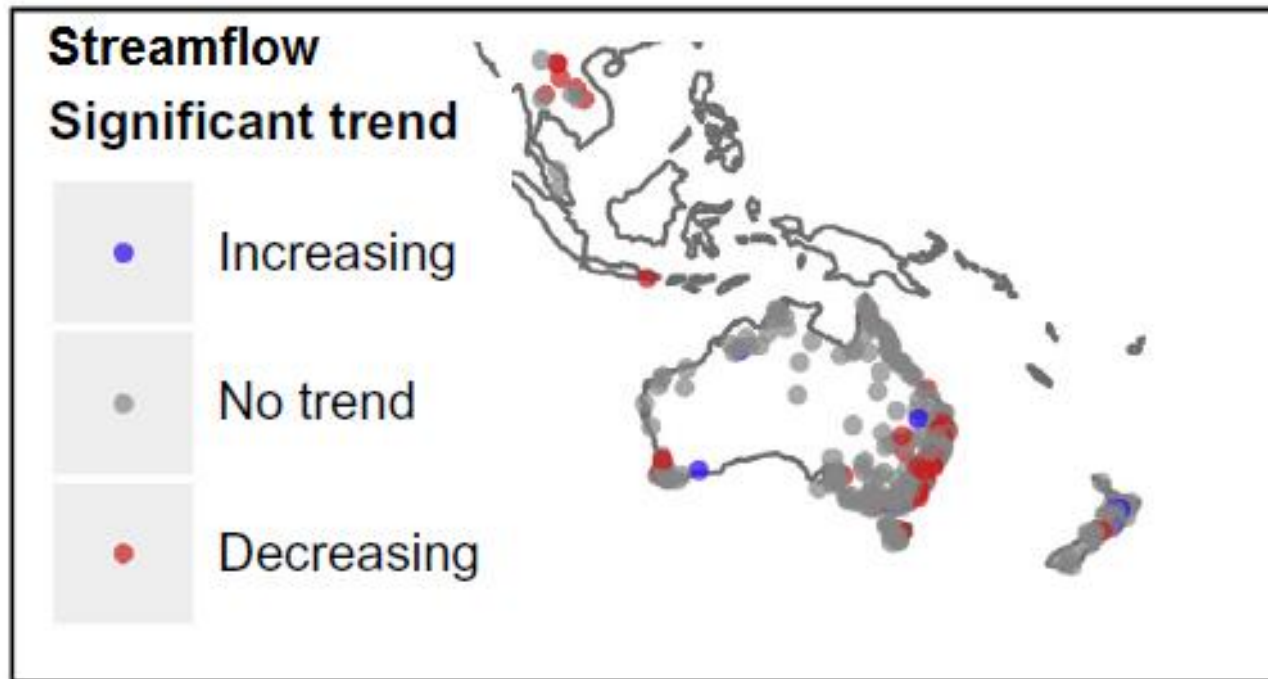 Streamflow
Significant trend
Increasing
No trend
Decreasing